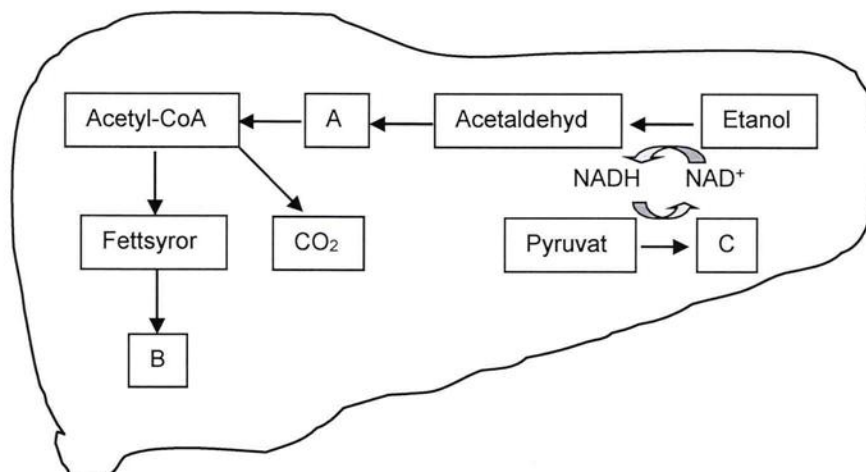 Acetyl-CoA
A
Acetaldehyd
Etanol
NADH
NAD⁺
Fettsyror
CO₂
Pyruvat
C
B